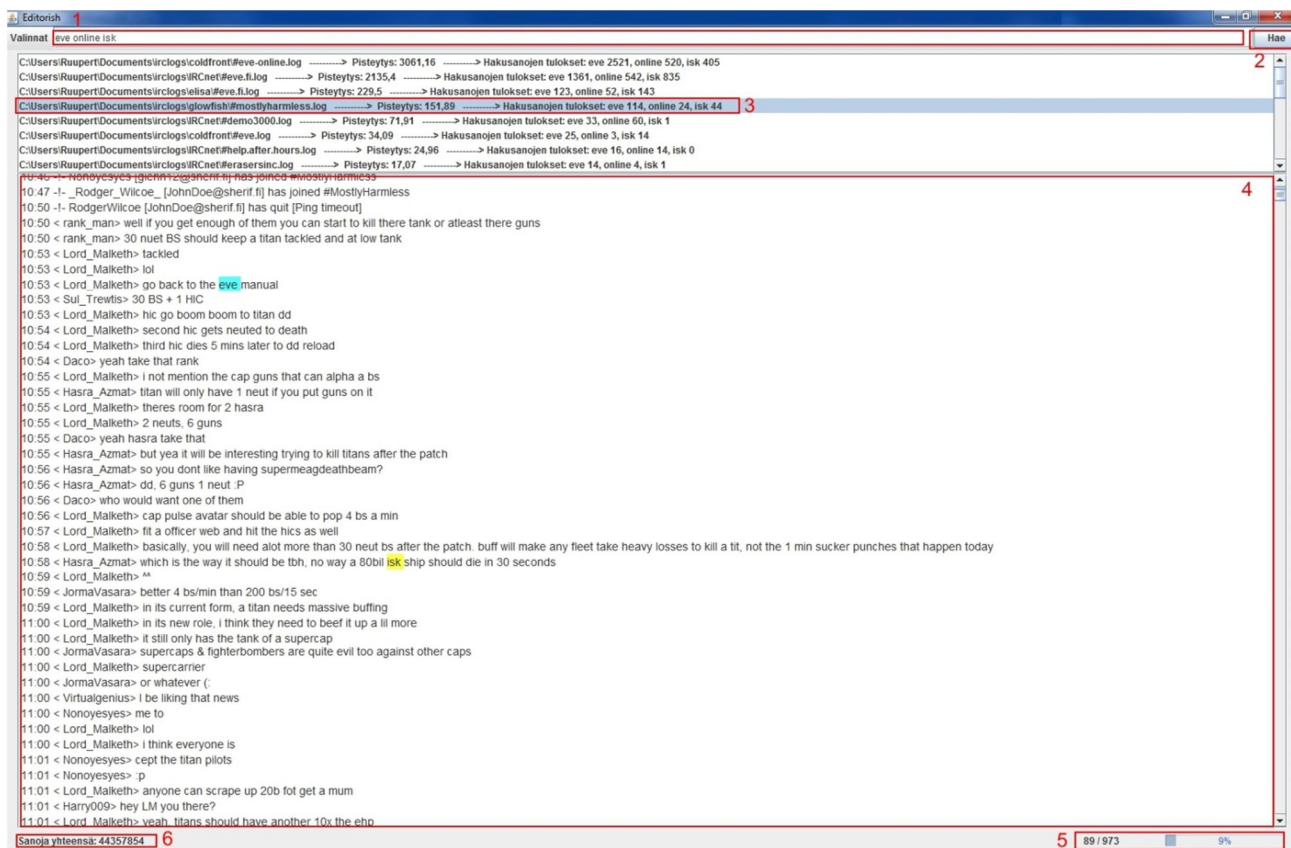 Editorish 1
Valinnat eve online isk Hae
2
C:\Users\Ruupert\Documents\irclogs\coldfront\#eve-online.log ----------> Pisteytys: 3061,16 ----------> Hakusanojen tulokset: eve 2521, online 520, isk 405
C:\Users\Ruupert\Documents\irclogs\IRCnet\#eve.fi.log ----------> Pisteytys: 2135,4 ----------> Hakusanojen tulokset: eve 1361, online 542, isk 835
C:\Users\Ruupert\Documents\irclogs\elisa\#eve.fi.log ----------> Pisteytys: 229,5 ----------> Hakusanojen tulokset: eve 123, online 52, isk 143
C:\Users\Ruupert\Documents\irclogs\glowfish\#mostlyharmless.log ----------> Pisteytys: 151,89 ----------> Hakusanojen tulokset: eve 114, online 24, isk 44 3
C:\Users\Ruupert\Documents\irclogs\IRCnet\#demo3000.log ----------> Pisteytys: 71,91 ----------> Hakusanojen tulokset: eve 33, online 60, isk 1
C:\Users\Ruupert\Documents\irclogs\coldfront\#eve.log ----------> Pisteytys: 34,09 ----------> Hakusanojen tulokset: eve 25, online 3, isk 14
C:\Users\Ruupert\Documents\irclogs\IRCnet\#help.after.hours.log ----------> Pisteytys: 24,96 ----------> Hakusanojen tulokset: eve 16, online 14, isk 0
C:\Users\Ruupert\Documents\irclogs\IRCnet\#erasersinc.log ----------> Pisteytys: 17,07 ----------> Hakusanojen tulokset: eve 14, online 4, isk 1
10:46 -!- Nonoyesyes [glenn12@sherif.fi] has joined #MostlyHarmless
10:47 -!- _Rodger_Wilcoe_ [JohnDoe@sherif.fi] has joined #MostlyHarmless 4
10:50 -!- RodgerWilcoe [JohnDoe@sherif.fi] has quit [Ping timeout]
10:50 < rank_man> well if you get enough of them you can start to kill there tank or atleast there guns
10:50 < rank_man> 30 nuet BS should keep a titan tackled and at low tank
10:53 < Lord_Malketh> tackled
10:53 < Lord_Malketh> lol
10:53 < Lord_Malketh> go back to the eve manual
10:53 < Sul_Trewtis> 30 BS + 1 HIC
10:53 < Lord_Malketh> hic go boom boom to titan dd
10:54 < Lord_Malketh> second hic gets neuted to death
10:54 < Lord_Malketh> third hic dies 5 mins later to dd reload
10:54 < Daco> yeah take that rank
10:55 < Lord_Malketh> i not mention the cap guns that can alpha a bs
10:55 < Hasra_Azmat> titan will only have 1 neut if you put guns on it
10:55 < Lord_Malketh> theres room for 2 hasra
10:55 < Lord_Malketh> 2 neuts, 6 guns
10:55 < Daco> yeah hasra take that
10:55 < Hasra_Azmat> but yea it will be interesting trying to kill titans after the patch
10:56 < Hasra_Azmat> so you dont like having supermeagdeathbeam?
10:56 < Hasra_Azmat> dd, 6 guns 1 neut :P
10:56 < Daco> who would want one of them
10:56 < Lord_Malketh> cap pulse avatar should be able to pop 4 bs a min
10:57 < Lord_Malketh> fit a officer web and hit the hics as well
10:58 < Lord_Malketh> basically, you will need alot more than 30 neut bs after the patch. buff will make any fleet take heavy losses to kill a tit, not the 1 min sucker punches that happen today
10:58 < Hasra_Azmat> which is the way it should be tbh, no way a 80bil isk ship should die in 30 seconds
10:59 < Lord_Malketh> ^^
10:59 < JormaVasara> better 4 bs/min than 200 bs/15 sec
10:59 < Lord_Malketh> in its current form, a titan needs massive buffing
11:00 < Lord_Malketh> in its new role, i think they need to beef it up a lil more
11:00 < Lord_Malketh> it still only has the tank of a supercap
11:00 < JormaVasara> supercaps & fighterbombers are quite evil too against other caps
11:00 < Lord_Malketh> supercarrier
11:00 < JormaVasara> or whatever (:
11:00 < Virtualgenius> I be liking that news
11:00 < Nonoyesyes> me to
11:00 < Lord_Malketh> lol
11:00 < Lord_Malketh> i think everyone is
11:01 < Nonoyesyes> cept the titan pilots
11:01 < Nonoyesyes> :p
11:01 < Lord_Malketh> anyone can scrape up 20b fot get a mum
11:01 < Harry009> hey LM you there?
11:01 < Lord_Malketh> yeah, titans should have another 10x the ehp
Sanoja yhteensä: 44357854 6 5 89 / 973 9%